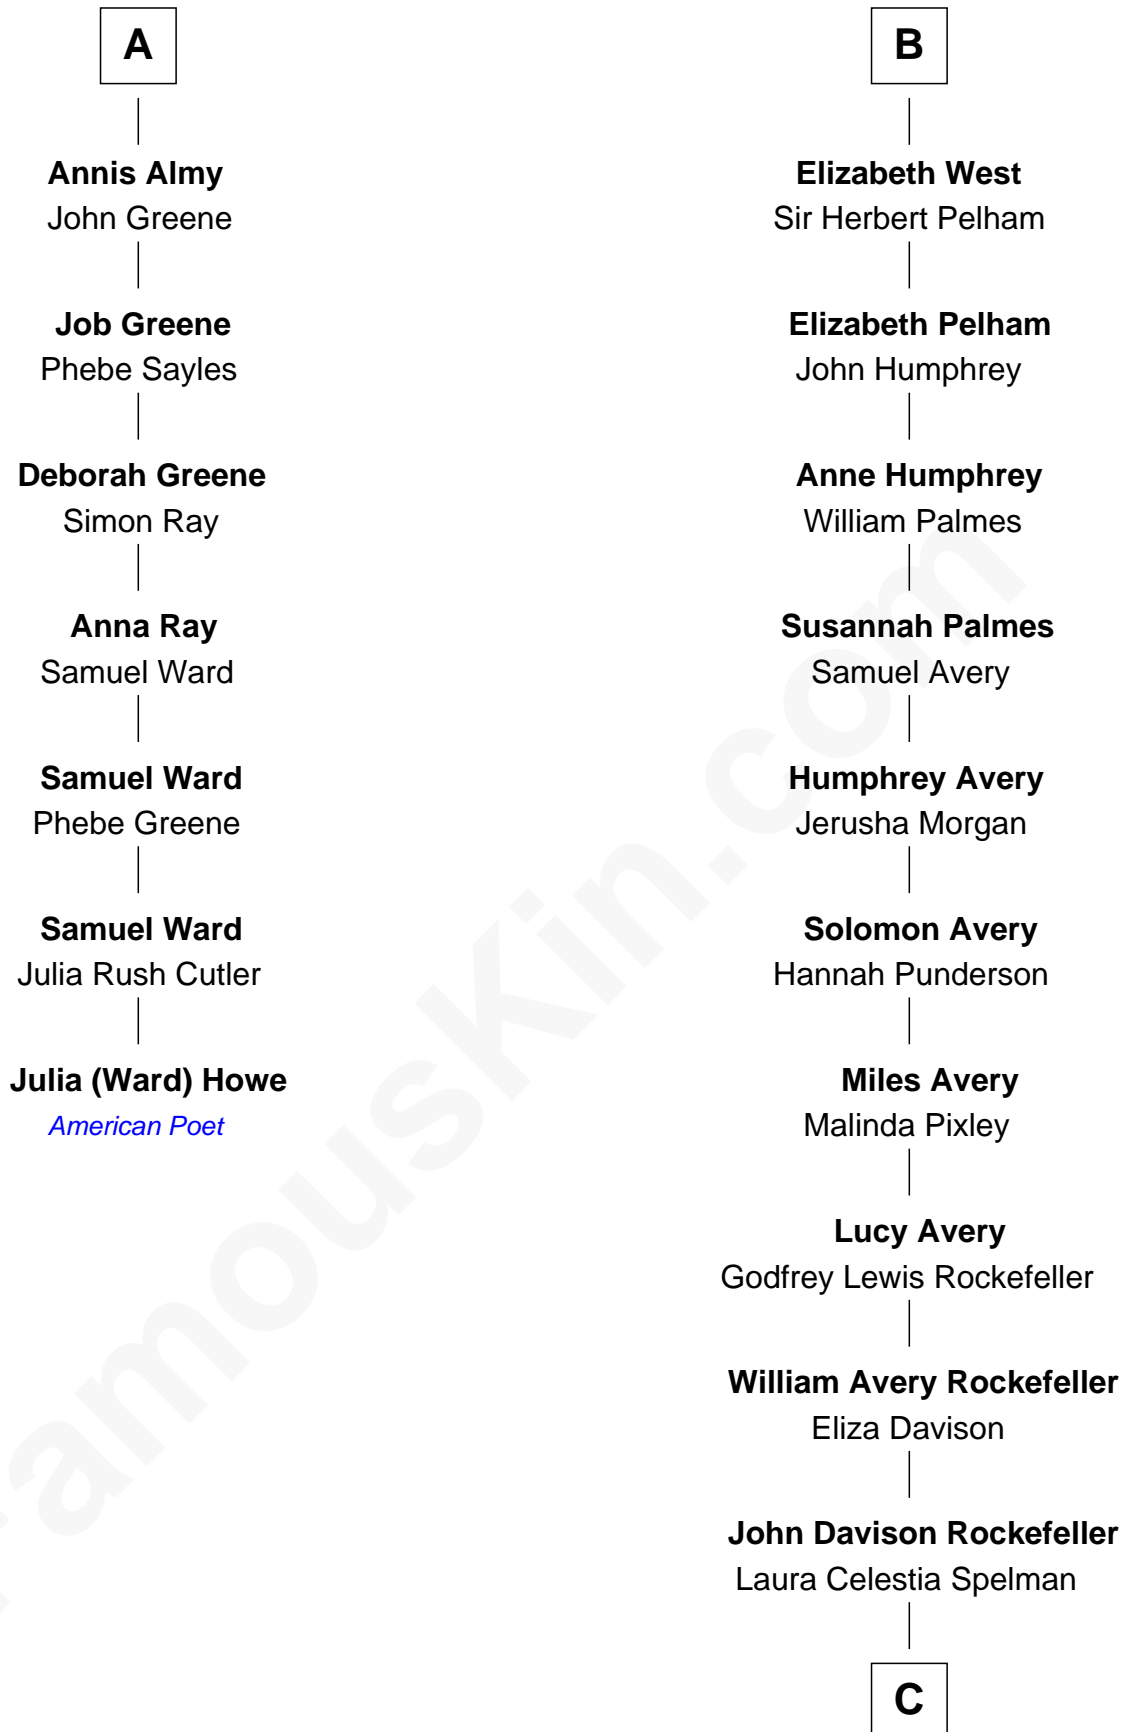 A
Annis Almy
John Greene
Job Greene
Phebe Sayles
Deborah Greene
Simon Ray
Anna Ray
Samuel Ward
Samuel Ward
Phebe Greene
Samuel Ward
Julia Rush Cutler
Julia (Ward) Howe
American Poet
B
Elizabeth West
Sir Herbert Pelham
Elizabeth Pelham
John Humphrey
Anne Humphrey
William Palmes
Susannah Palmes
Samuel Avery
Humphrey Avery
Jerusha Morgan
Solomon Avery
Hannah Punderson
Miles Avery
Malinda Pixley
Lucy Avery
Godfrey Lewis Rockefeller
William Avery Rockefeller
Eliza Davison
John Davison Rockefeller
Laura Celestia Spelman
C
FamousKin.com